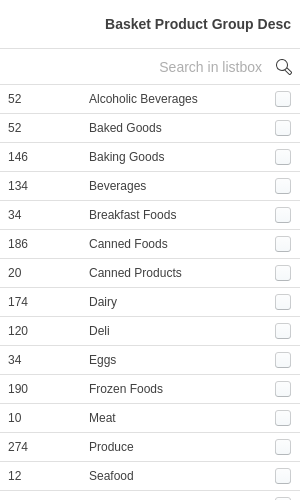 Basket Product Group Desc
Search in listbox
52 Alcoholic Beverages
52 Baked Goods
146 Baking Goods
134 Beverages
34 Breakfast Foods
186 Canned Foods
20 Canned Products
174 Dairy
120 Deli
34 Eggs
190 Frozen Foods
10 Meat
274 Produce
12 Seafood